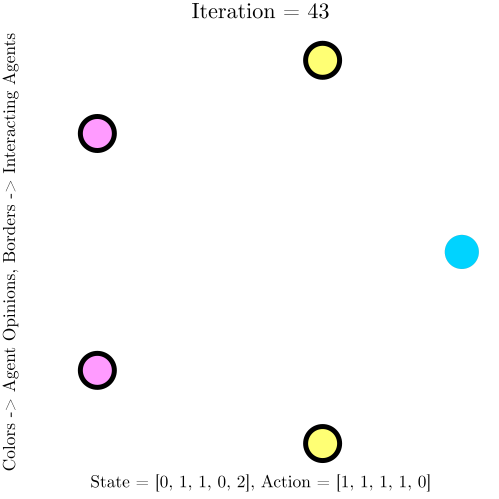 Iteration = 43
Colors -> Agent Opinions, Borders -> Interacting Agents
State = [0, 1, 1, 0, 2], Action = [1, 1, 1, 1, 0]